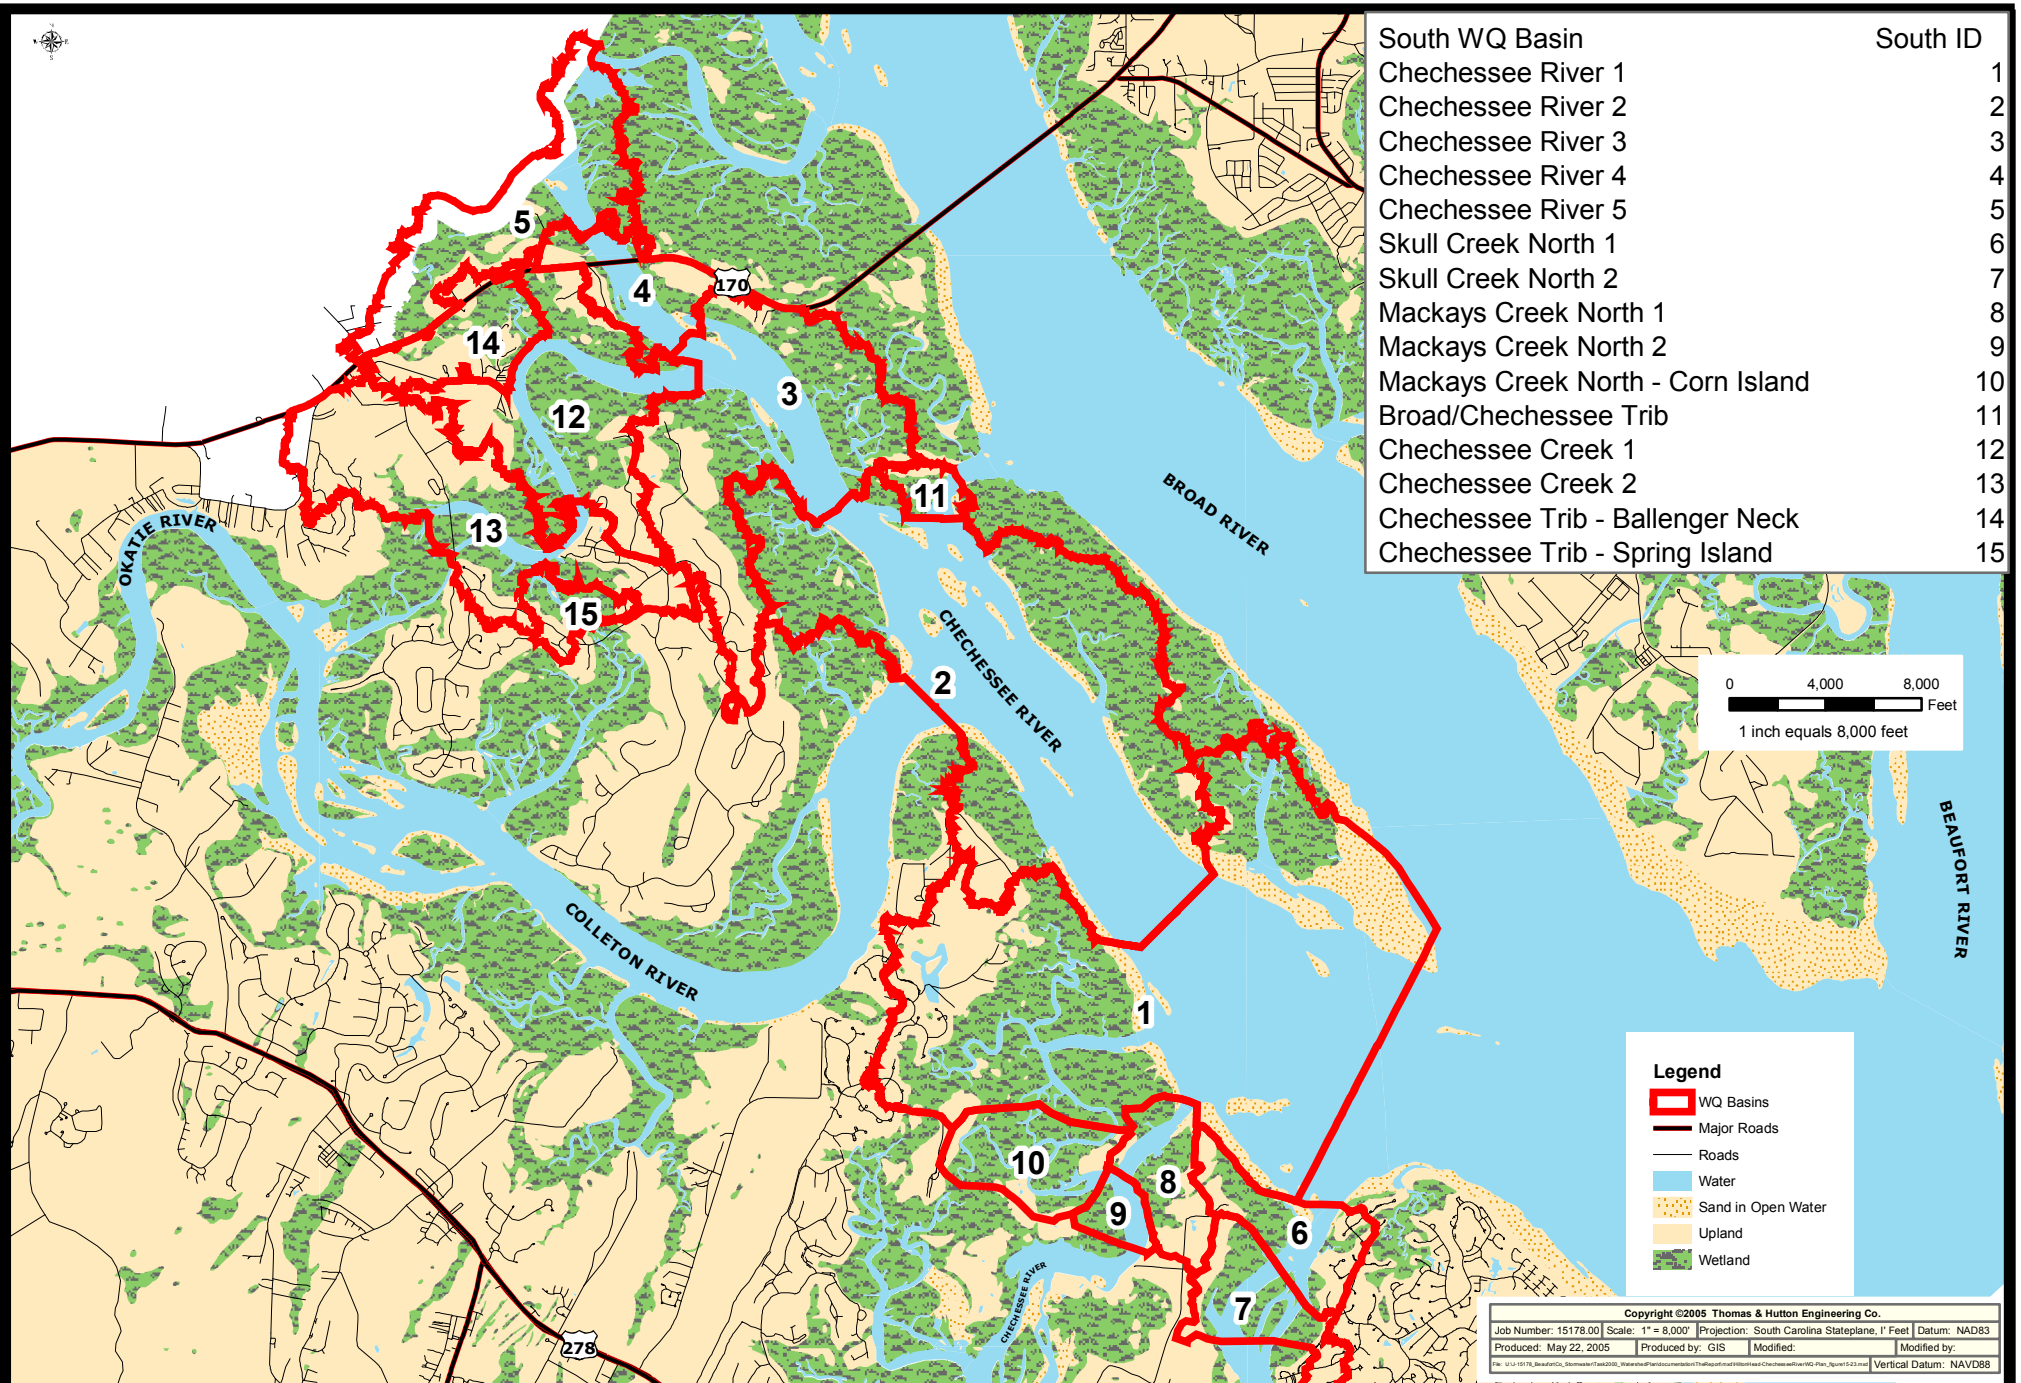 South WQ Basin South ID
Chechessee River 1 1
Chechessee River 2 2
Chechessee River 3 3
Chechessee River 4 4
Chechessee River 5 5
Skull Creek North 1 6
Skull Creek North 2 7
Mackays Creek North 1 8
Mackays Creek North 2 9
Mackays Creek North - Corn Island 10
Broad/Chechessee Trib 11
Chechessee Creek 1 12
Chechessee Creek 2 13
Chechessee Trib - Ballenger Neck 14
Chechessee Trib - Spring Island 15
5
4
170
14
3
12
11
BROAD RIVER
13
OKATIE RIVER
15
CHECHESSEE RIVER
2
0 4,000 8,000
Feet
1 inch equals 8,000 feet
BEAUFORT RIVER
COLLETON RIVER
1
10
8
9
6
CHECHESSEE RIVER
7
278
Legend
WQ Basins
Major Roads
Roads
Water
Sand in Open Water
Upland
Wetland
Copyright ©2005 Thomas & Hutton Engineering Co.
Job Number: 15178.00 Scale: 1" = 8,000' Projection: South Carolina Stateplane, I' Feet Datum: NAD83
Produced: May 22, 2005 Produced by: GIS Modified: Modified by:
File: Vertical Datum: NAVD88